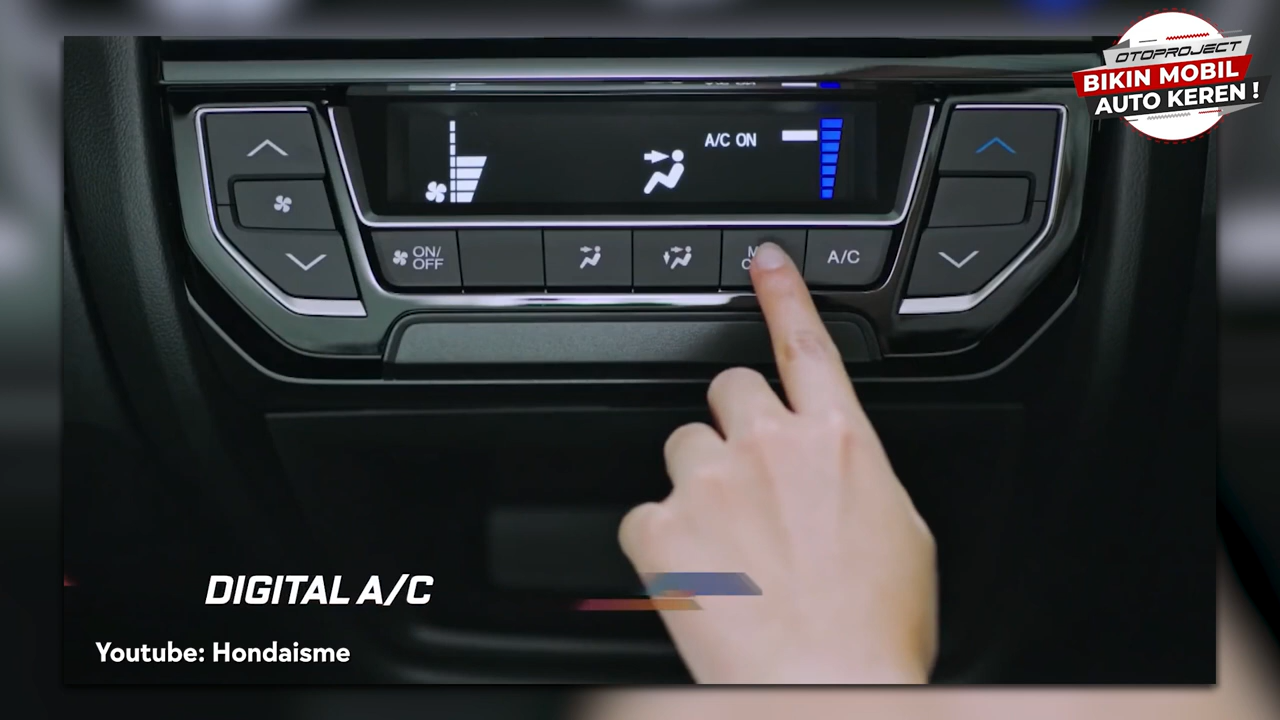 OTOPROJECT
BIKIN MOBIL
AUTO KEREN !
A/C ON
ON/
OFF
A/C
DIGITAL A/C
Youtube: Hondaisme